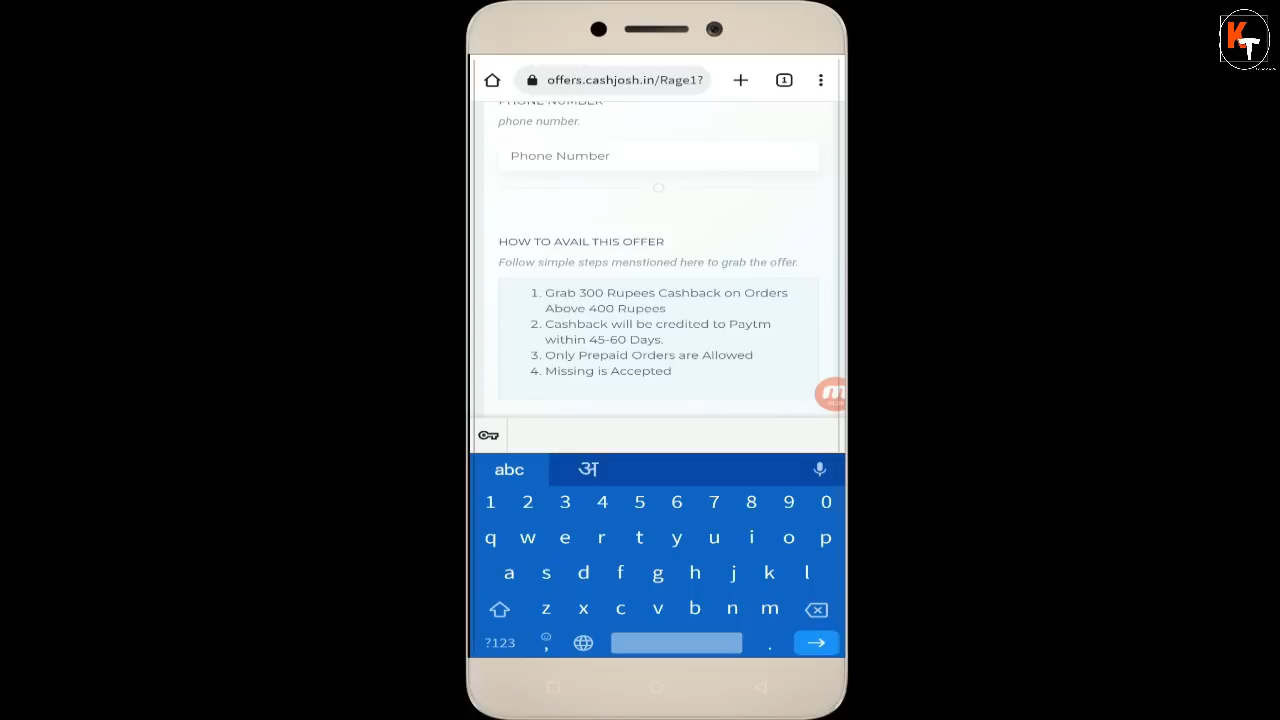 KT
offers.cashjosh.in/Rage1?
1
PHONE NUMBER
phone number.
Phone Number
HOW TO AVAIL THIS OFFER
Follow simple steps menstioned here to grab the offer.
1. Grab 300 Rupees Cashback on Orders
Above 400 Rupees
2. Cashback will be credited to Paytm
within 45-60 Days.
3. Only Prepaid Orders are Allowed
4. Missing is Accepted
abc अ
1 2 3 4 5 6 7 8 9 0
q w e r t y u i o p
a s d f g h j k l
z x c v b n m
?123 , .